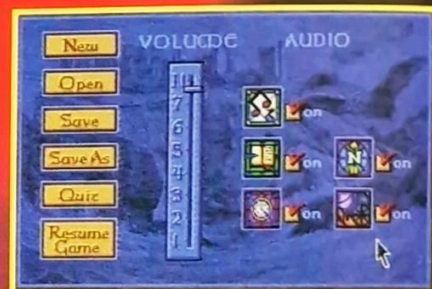 New
VOLUME
AUDIO
Open
Save
Save As
Quit
Resume
Game
7
6
5
4
3
2
1
on
on
on
on
on
N